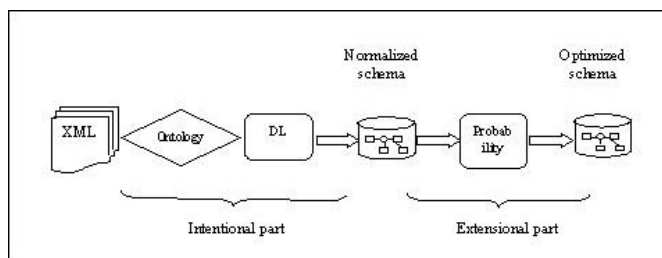 Normalized
schema
Optimized
schema
XML
Ontology
DL
Probab
ility
Intentional part
Extensional part